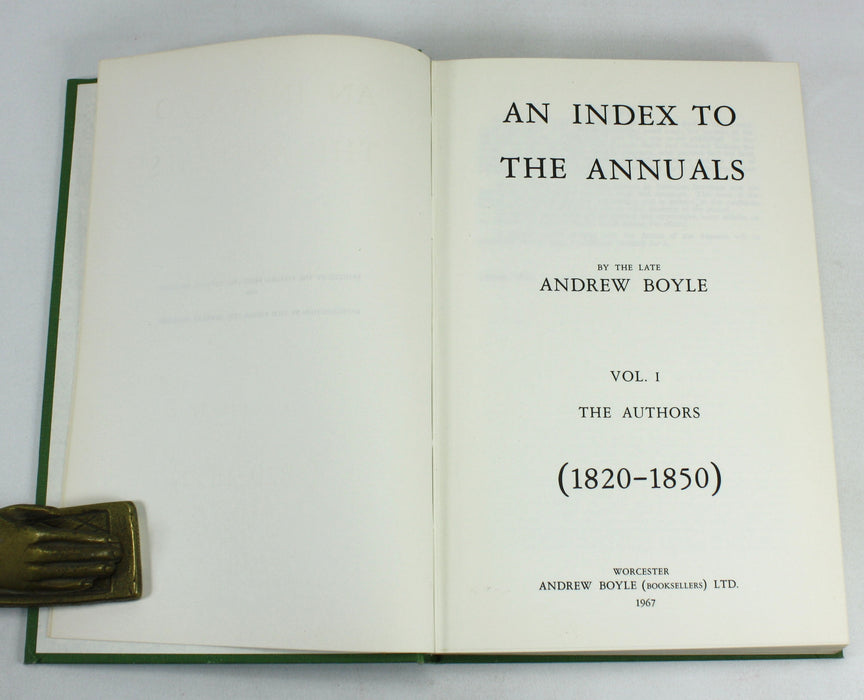 AN INDEX TO
THE ANNUALS
BY THE LATE
ANDREW BOYLE
VOL. I
THE AUTHORS
(1820–1850)
WORCESTER
ANDREW BOYLE (BOOKSELLERS) LTD.
1967